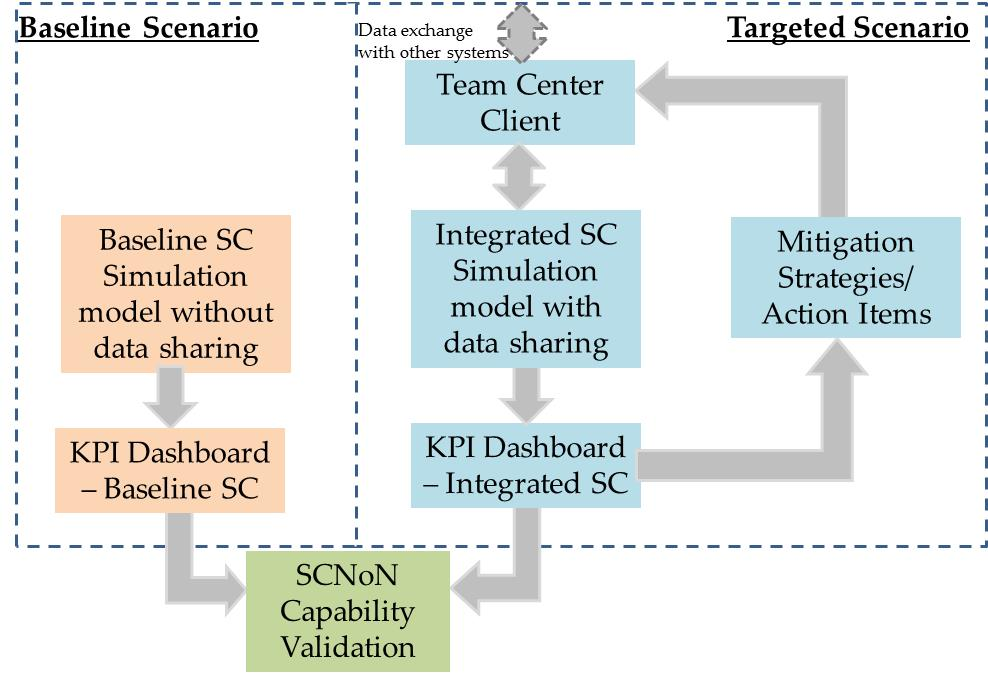 Baseline Scenario
Data exchange
with other systems
Targeted Scenario
Team Center
Client
Baseline SC
Simulation
model without
data sharing
Integrated SC
Simulation
model with
data sharing
Mitigation
Strategies/
Action Items
KPI Dashboard
– Baseline SC
KPI Dashboard
– Integrated SC
SCNoN
Capability
Validation